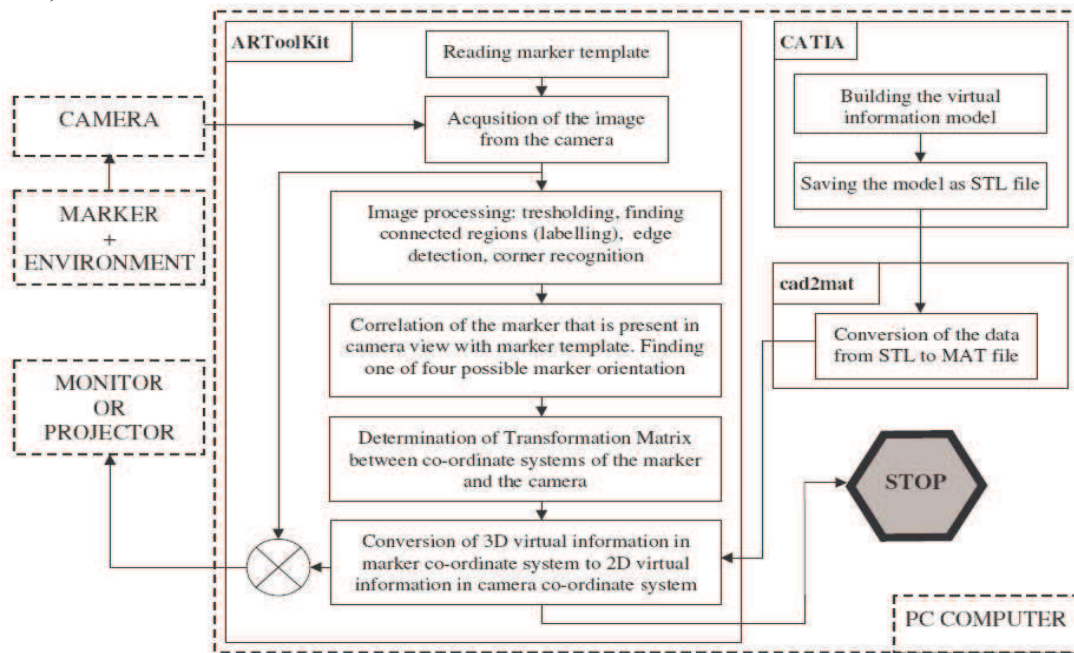 ARToolKit
Reading marker template
Acqusition of the image
from the camera
Image processing: tresholding, finding
connected regions (labelling), edge
detection, corner recognition
Correlation of the marker that is present in
camera view with marker template. Finding
one of four possible marker orientation
Determination of Transformation Matrix
between co-ordinate systems of the marker
and the camera
Conversion of 3D virtual information in
marker co-ordinate system to 2D virtual
information in camera co-ordinate system
CAMERA
MARKER
+
ENVIRONMENT
MONITOR
OR
PROJECTOR
CATIA
Building the virtual
information model
Saving the model as STL file
cad2mat
Conversion of the data
from STL to MAT file
STOP
PC COMPUTER